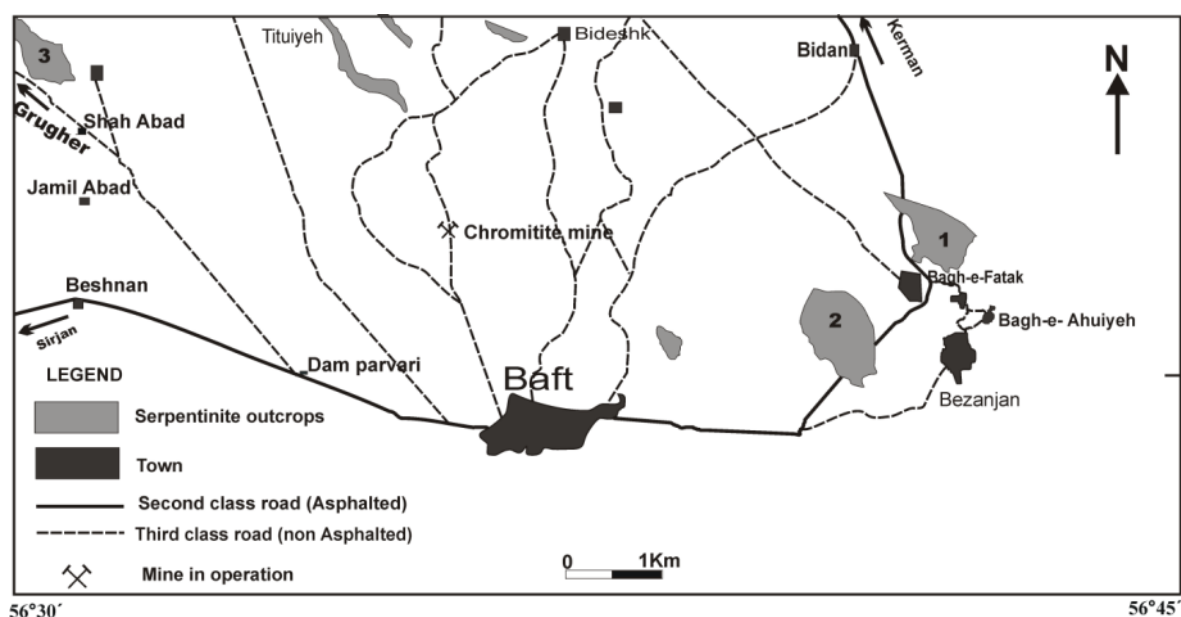 Tituiyeh
Bideshk
Bidan
Kerman
N
3
Grugher
Shah Abad
Jamil Abad
Chromitite mine
1
Bagh-e-Fatak
Beshnan
Sirjan
2
Bagh-e- Ahuiyeh
Dam parvari
Baft
Bezanjan
LEGEND
Serpentinite outcrops
Town
Second class road (Asphalted)
Third class road (non Asphalted)
Mine in operation
0 1Km
56°30´ 56°45´